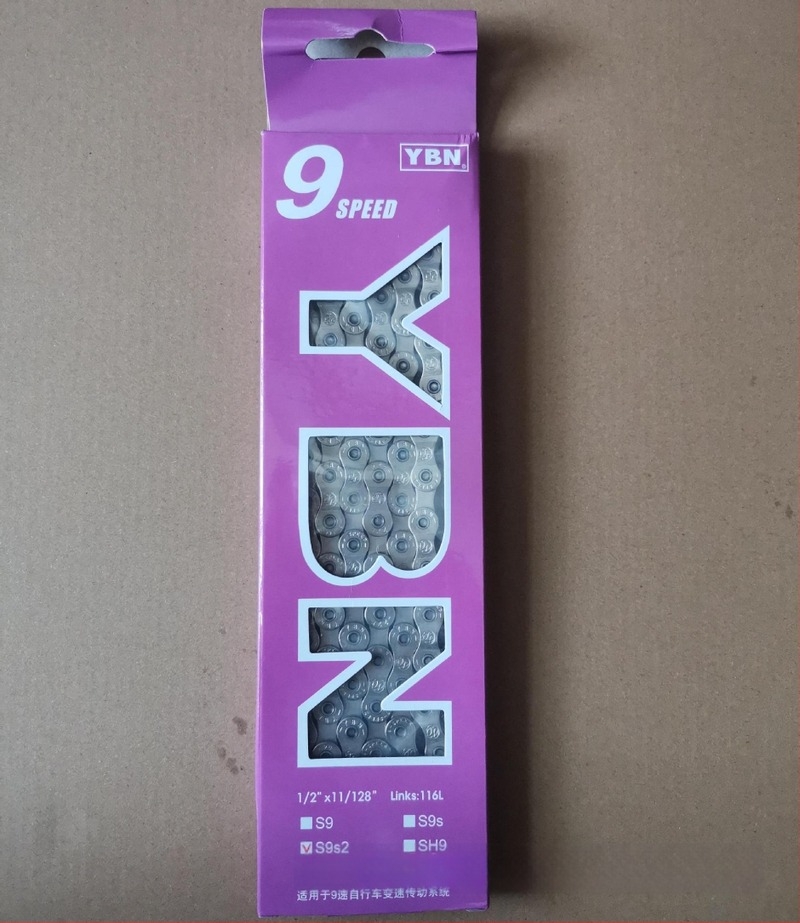 YBN
9 SPEED
YBN
1/2" x11/128" Links:116L
S9 S9s
S9s2 SH9
适用于9速自行车变速传动系统